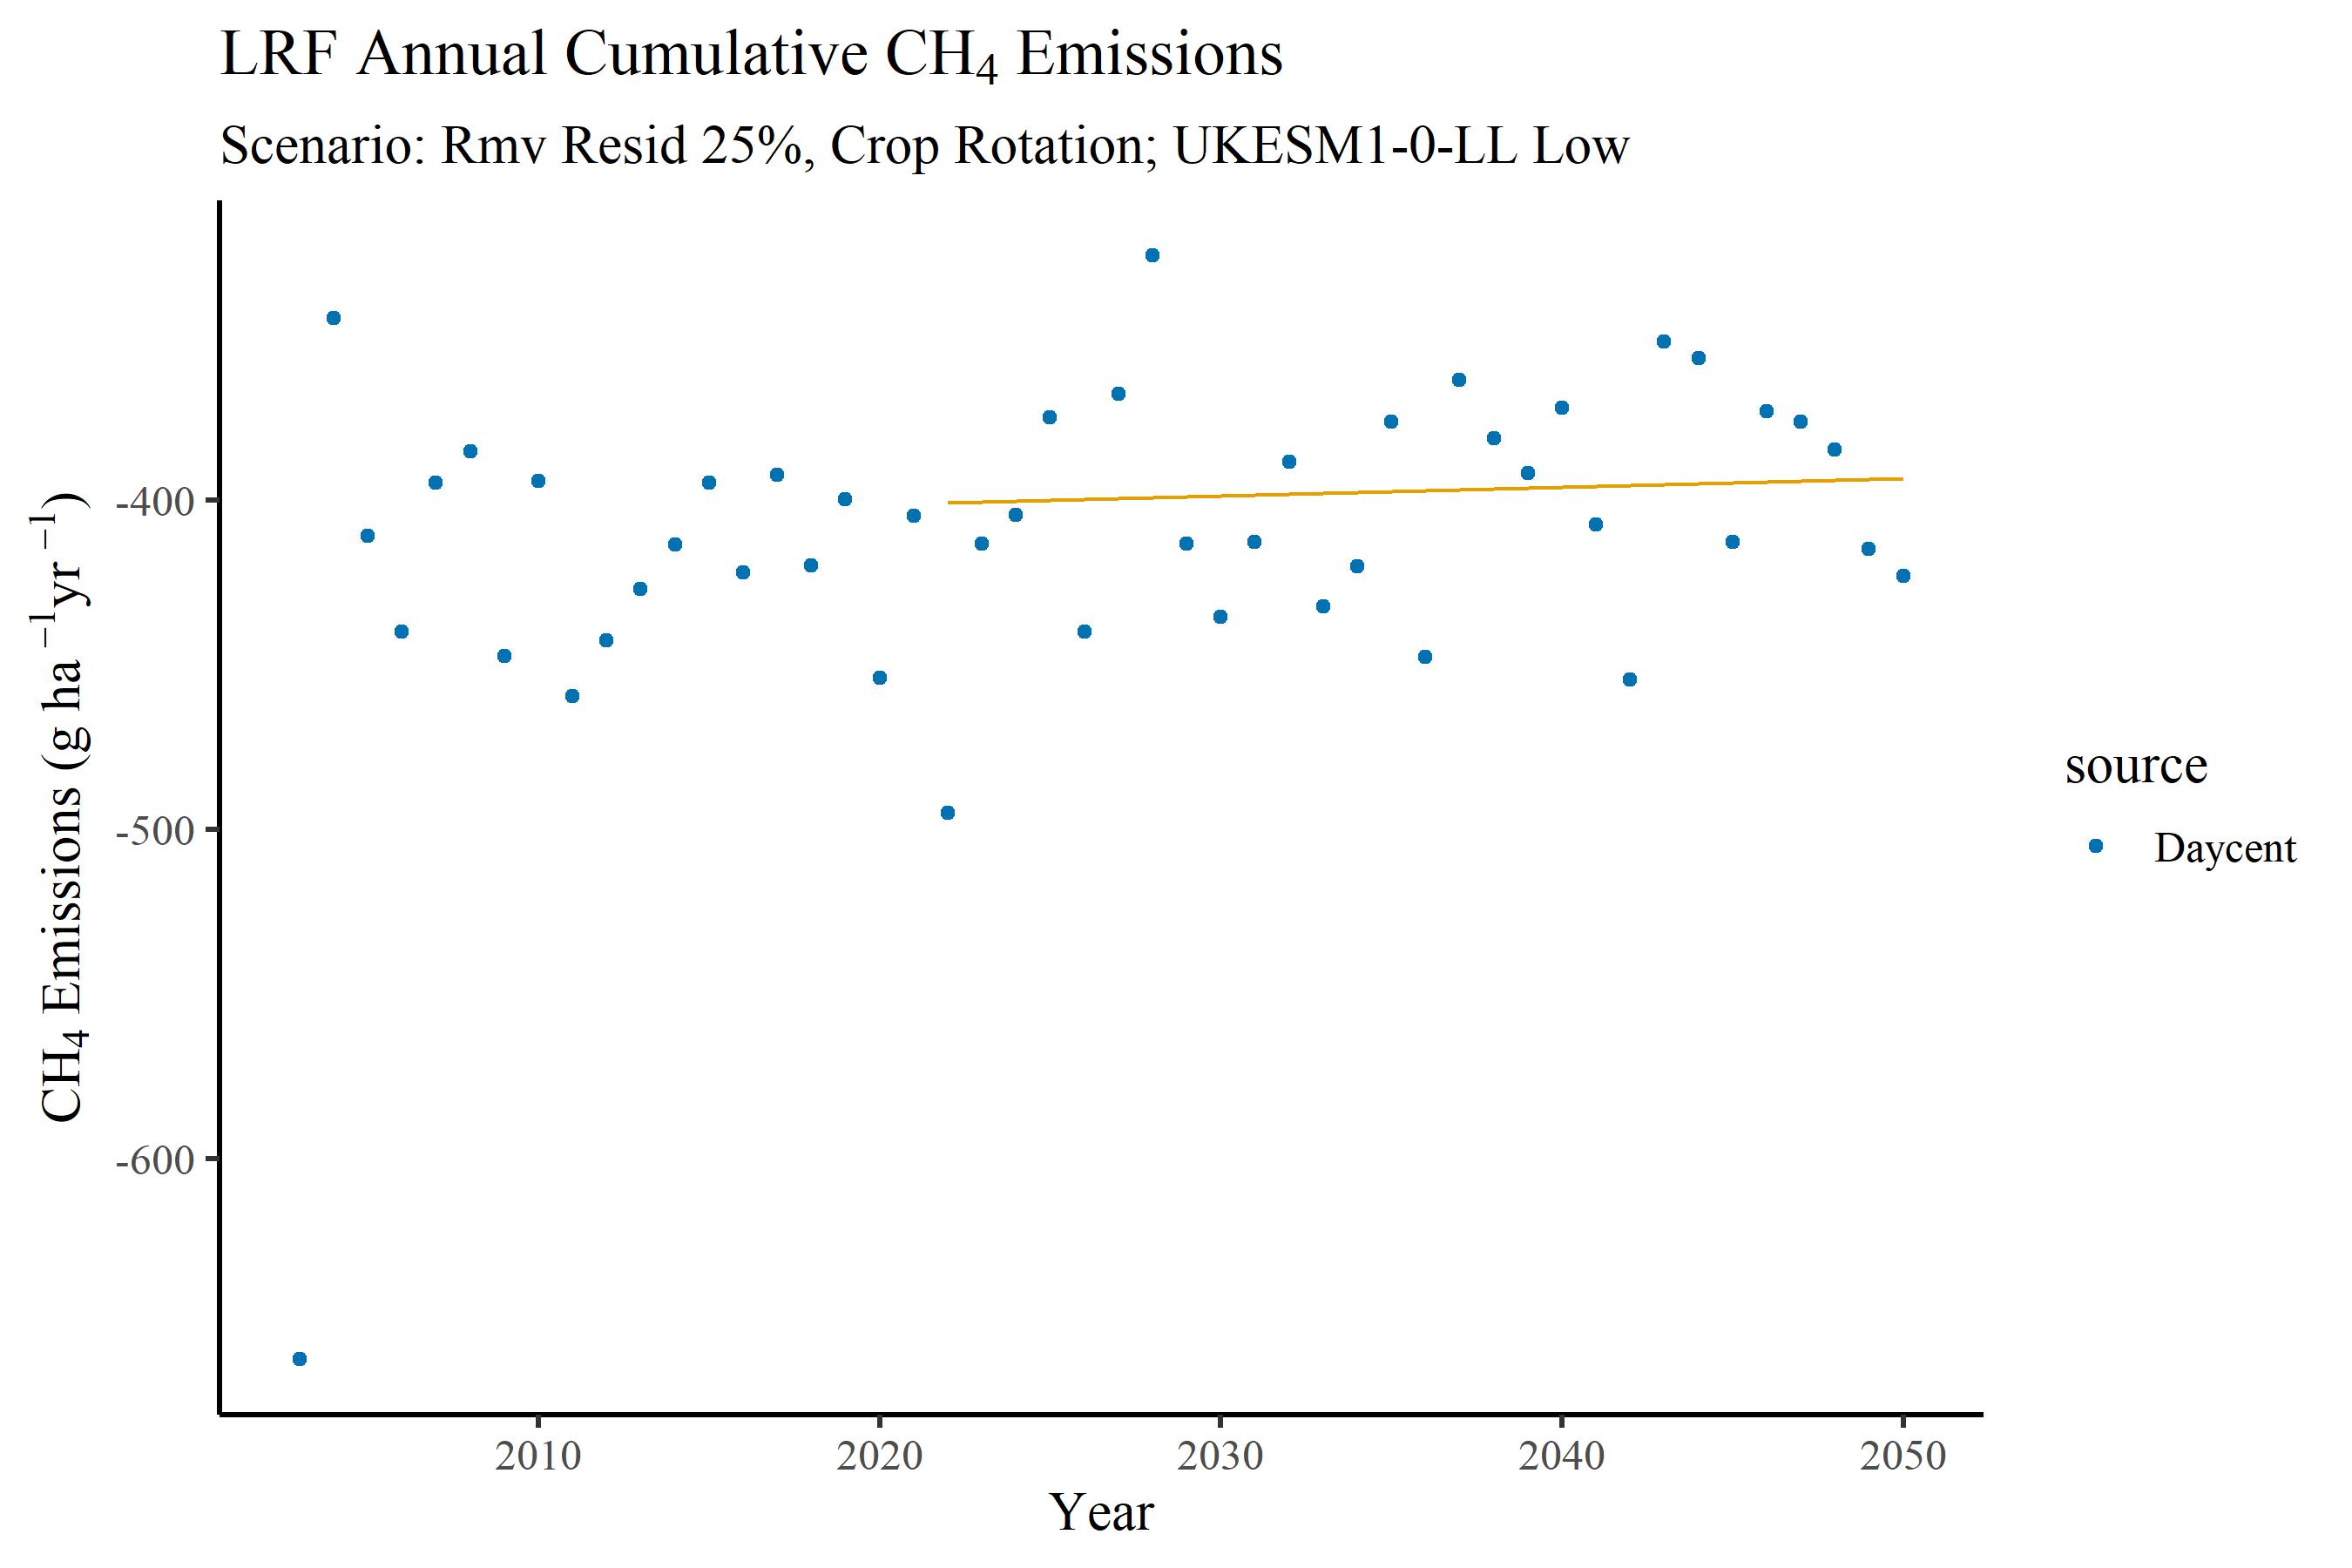 LRF Annual Cumulative CH₄ Emissions
Scenario: Rmv Resid 25%, Crop Rotation; UKESM1-0-LL Low
CH₄ Emissions (g ha ⁻¹yr ⁻¹)
-400
-500
-600
2010
2020
2030
2040
2050
Year
source
Daycent